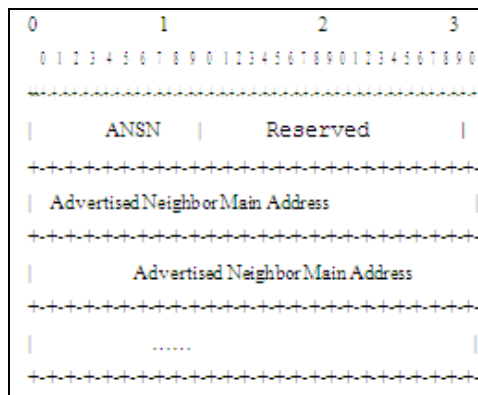 0 1 2 3
0 1 2 3 4 5 6 7 8 9 0 1 2 3 4 5 6 7 8 9 0 1 2 3 4 5 6 7 8 9 0
+-+-+-+-+-+-+-+-+-+-+-+-+-+-+-+-+-+-+-+-+-+-+-+-
| ANSN | Reserved |
+-+-+-+-+-+-+-+-+-+-+-+-+-+-+-+-+-+-+-+-+-+-+-+-
| Advertised Neighbor Main Address |
+-+-+-+-+-+-+-+-+-+-+-+-+-+-+-+-+-+-+-+-+-+-+-+-
| Advertised Neighbor Main Address
+-+-+-+-+-+-+-+-+-+-+-+-+-+-+-+-+-+-+-+-+-+-+-+-
| ...... |
+-+-+-+-+-+-+-+-+-+-+-+-+-+-+-+-+-+-+-+-+-+-+-+-